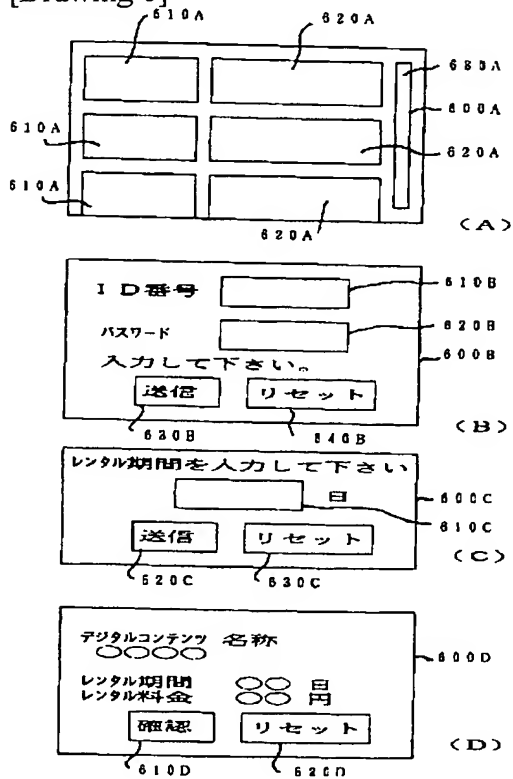 610A 620A
680A
600A
610A
620A
610A
620A
(A)
ID番号 610B
パスワード 620B
600B
入力して下さい。
送信 リセット
630B 640B
(B)
レンタル期間を入力して下さい
日 600C
610C
送信 リセット (C)
620C 630C
デジタルコンテンツ 名称
○○○○ 600D
レンタル期間 ○○ 日
レンタル料金 ○○ 円
確認 リセット
(D)
610D 620D